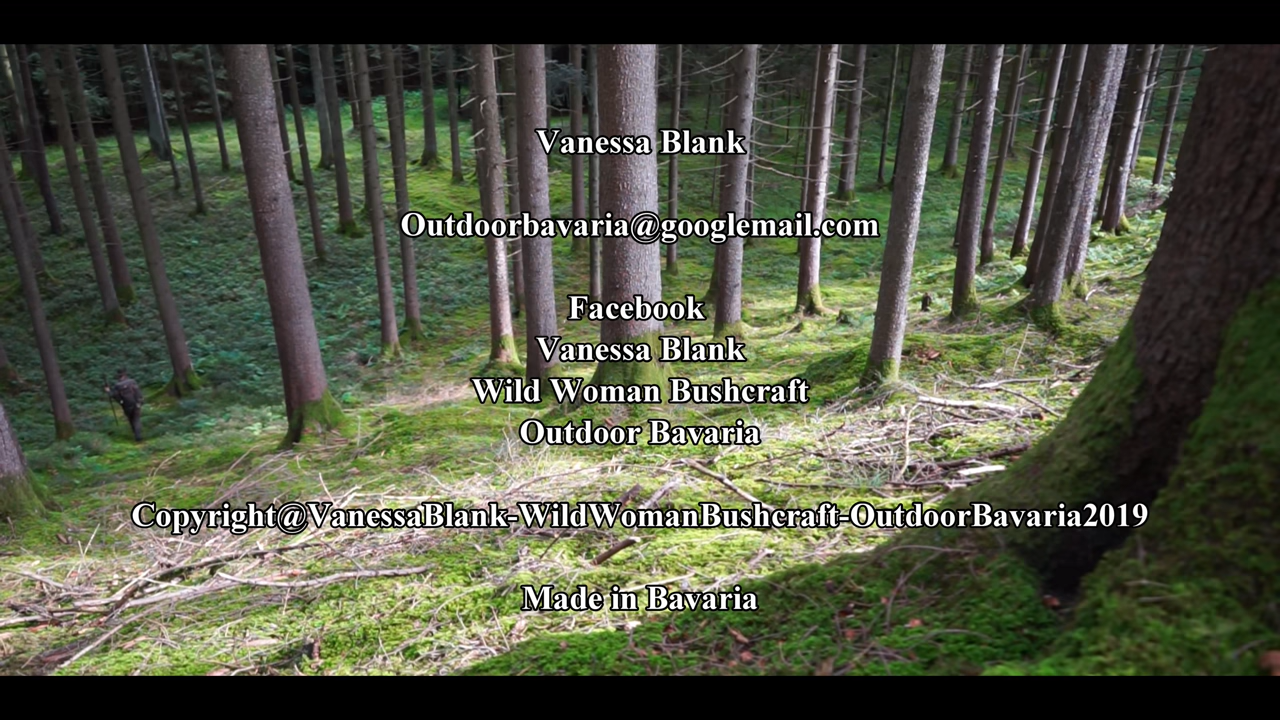 Vanessa Blank
Outdoorbavaria@googlemail.com
Facebook
Vanessa Blank
Wild Woman Bushcraft
Outdoor Bavaria
Copyright@VanessaBlank-WildWomanBushcraft-OutdoorBavaria2019
Made in Bavaria